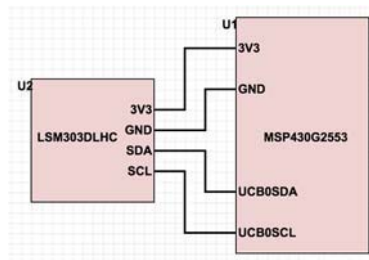 U1
3V3
GND
MSP430G2553
UCB0SDA
UCB0SCL
U2
3V3
GND
LSM303DLHC
SDA
SCL